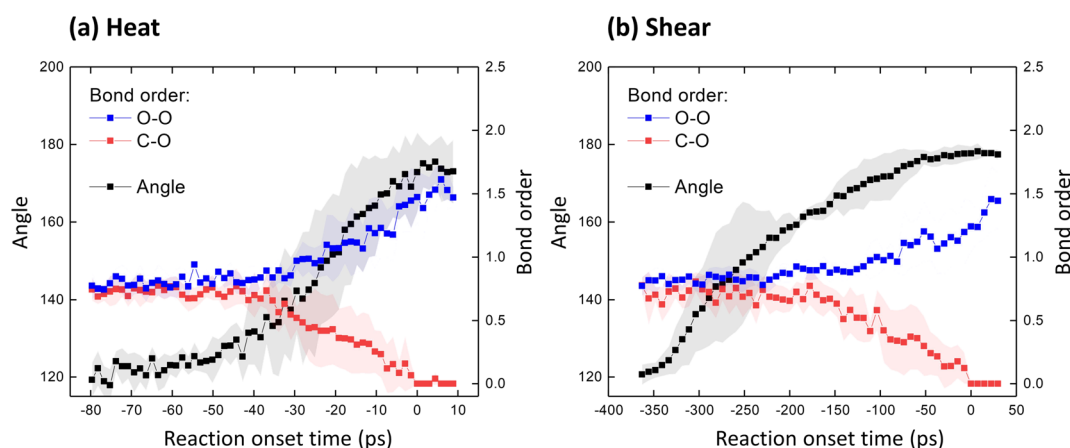 (a) Heat
200
180
160
140
120
Angle
2.5
2.0
1.5
1.0
0.5
0.0
Bond order
Bond order:
O-O
C-O
Angle
-80 -70 -60 -50 -40 -30 -20 -10 0 10
Reaction onset time (ps)
(b) Shear
200
180
160
140
120
Angle
2.5
2.0
1.5
1.0
0.5
0.0
Bond order
Bond order:
O-O
C-O
Angle
-400 -350 -300 -250 -200 -150 -100 -50 0 50
Reaction onset time (ps)